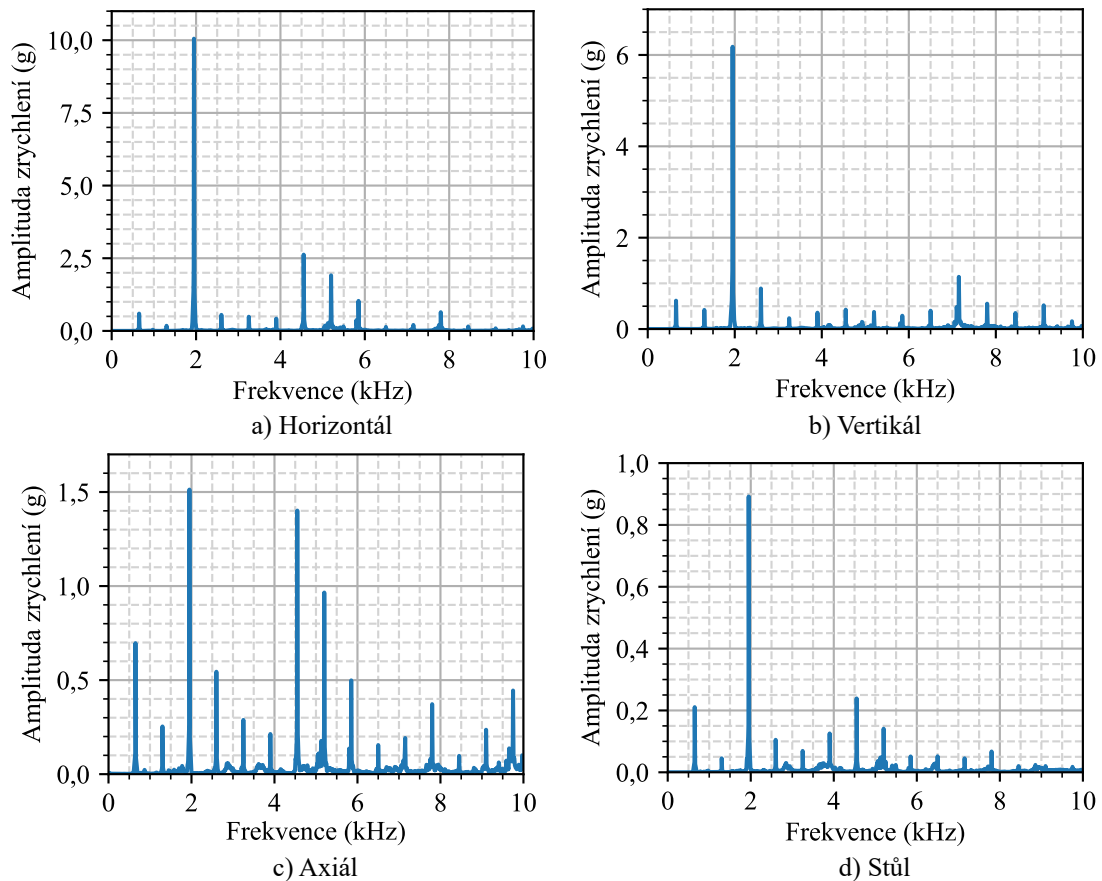 Amplituda zrychlení (g)
10,0
7,5
5,0
2,5
0,0
0 2 4 6 8 10
Frekvence (kHz)
a) Horizontál
Amplituda zrychlení (g)
6
4
2
0
0 2 4 6 8 10
Frekvence (kHz)
b) Vertikál
Amplituda zrychlení (g)
1,5
1,0
0,5
0,0
0 2 4 6 8 10
Frekvence (kHz)
c) Axiál
Amplituda zrychlení (g)
1,0
0,8
0,6
0,4
0,2
0,0
0 2 4 6 8 10
Frekvence (kHz)
d) Stůl